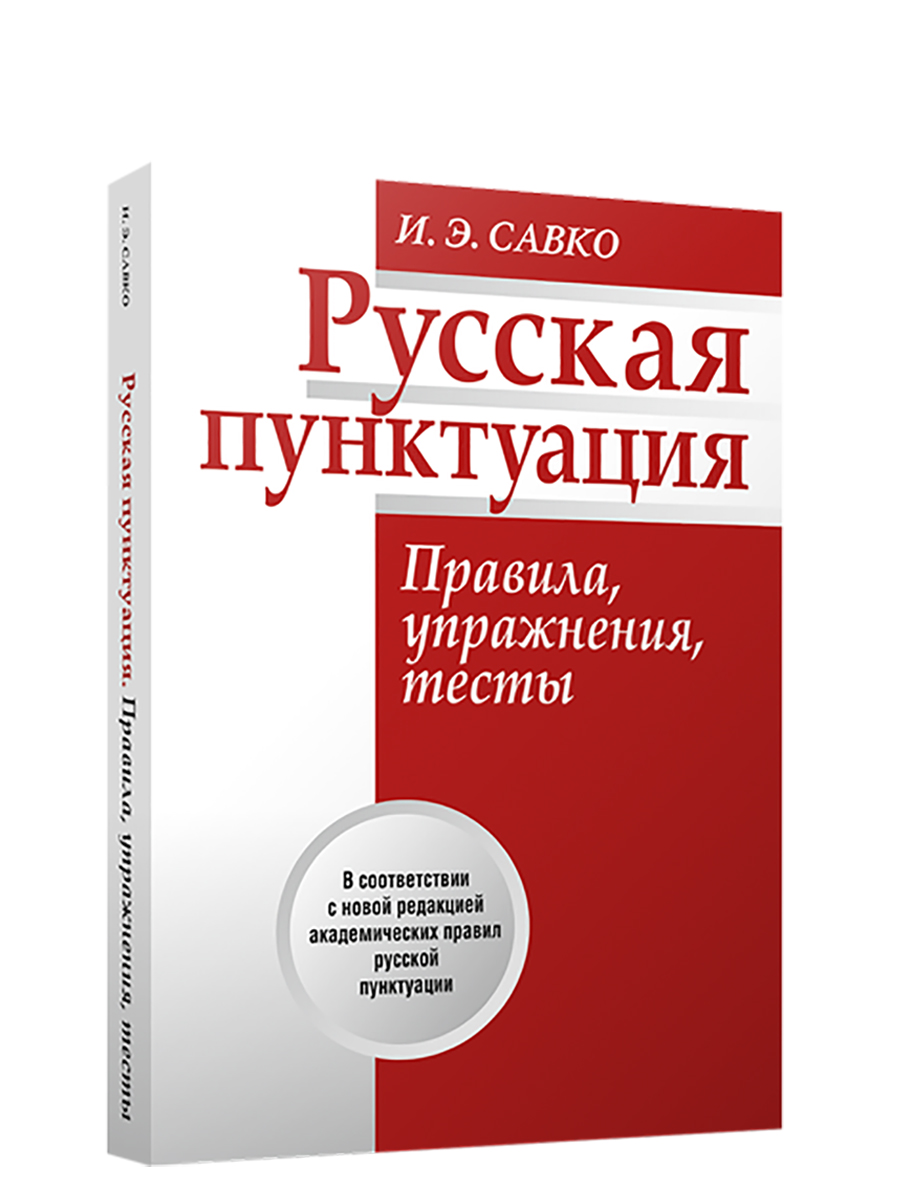 И. Э. САВКО
Русская
пунктуация
Правила,
упражнения,
тесты
В соответствии
с новой редакцией
академических правил
русской
пунктуации
И. Э. САВКО
Русская пунктуация. Правила, упражнения, тесты